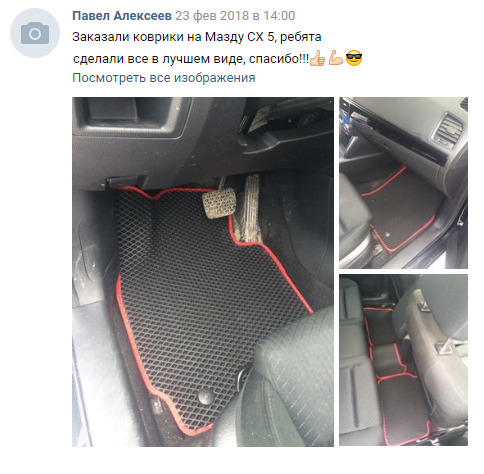 Павел Алексеев 23 фев 2018 в 14:00
Заказали коврики на Мазду СХ 5, ребята
сделали все в лучшем виде, спасибо!!!👍🏻💪🏻😎
Посмотреть все изображения